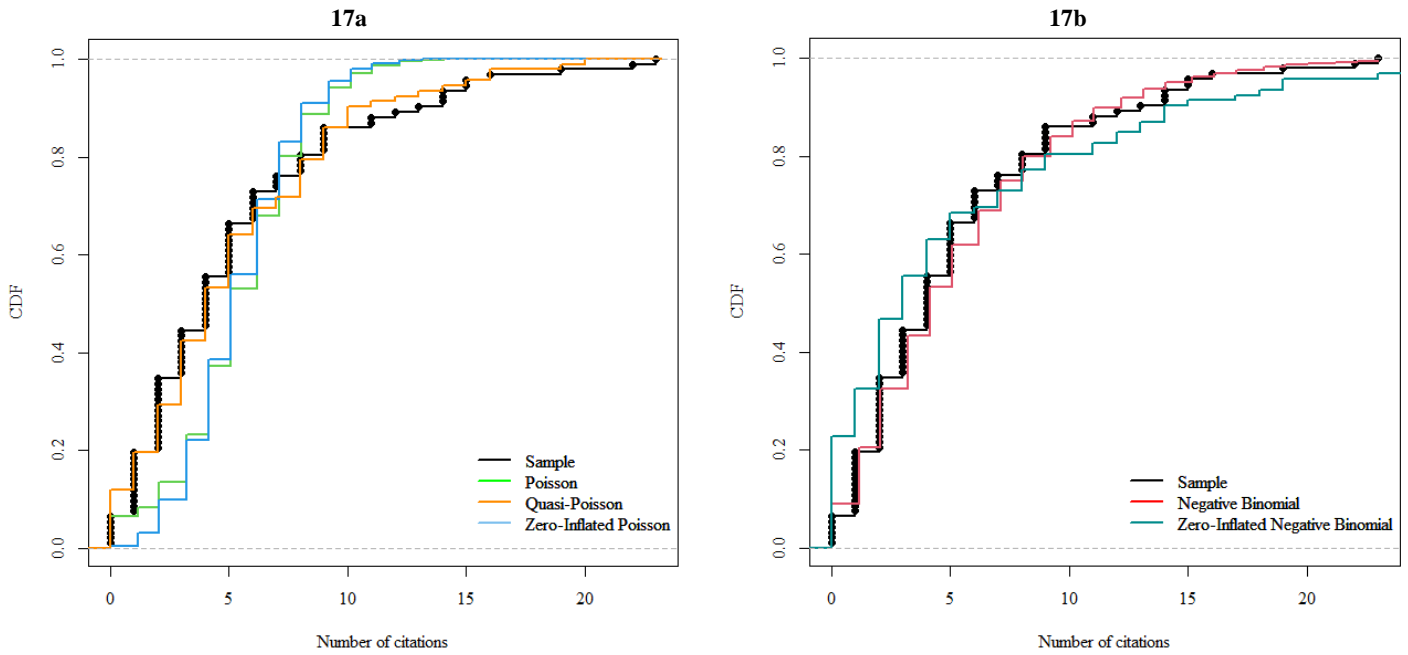 17a
CDF
0.0
0.2
0.4
0.6
0.8
1.0
0
5
10
15
20
Number of citations
Sample
Poisson
Quasi-Poisson
Zero-Inflated Poisson
17b
CDF
0.0
0.2
0.4
0.6
0.8
1.0
0
5
10
15
20
Number of citations
Sample
Negative Binomial
Zero-Inflated Negative Binomial